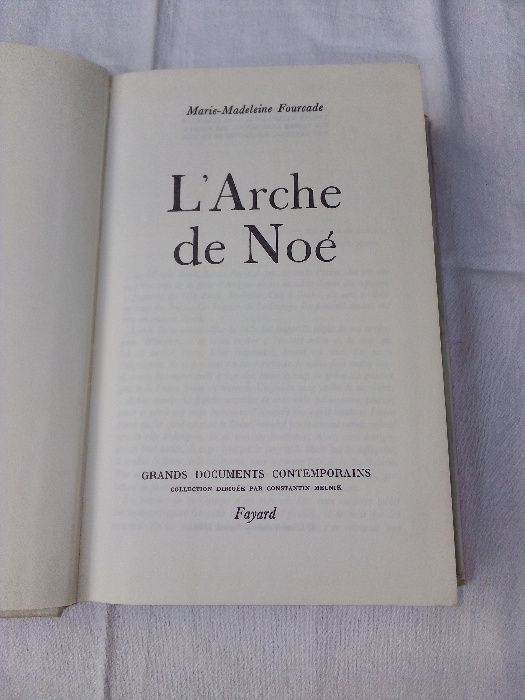 Marie-Madeleine Fourcade
L'Arche
de Noé
GRANDS DOCUMENTS CONTEMPORAINS
COLLECTION DIRIGÉE PAR CONSTANTIN MELNIK
Fayard